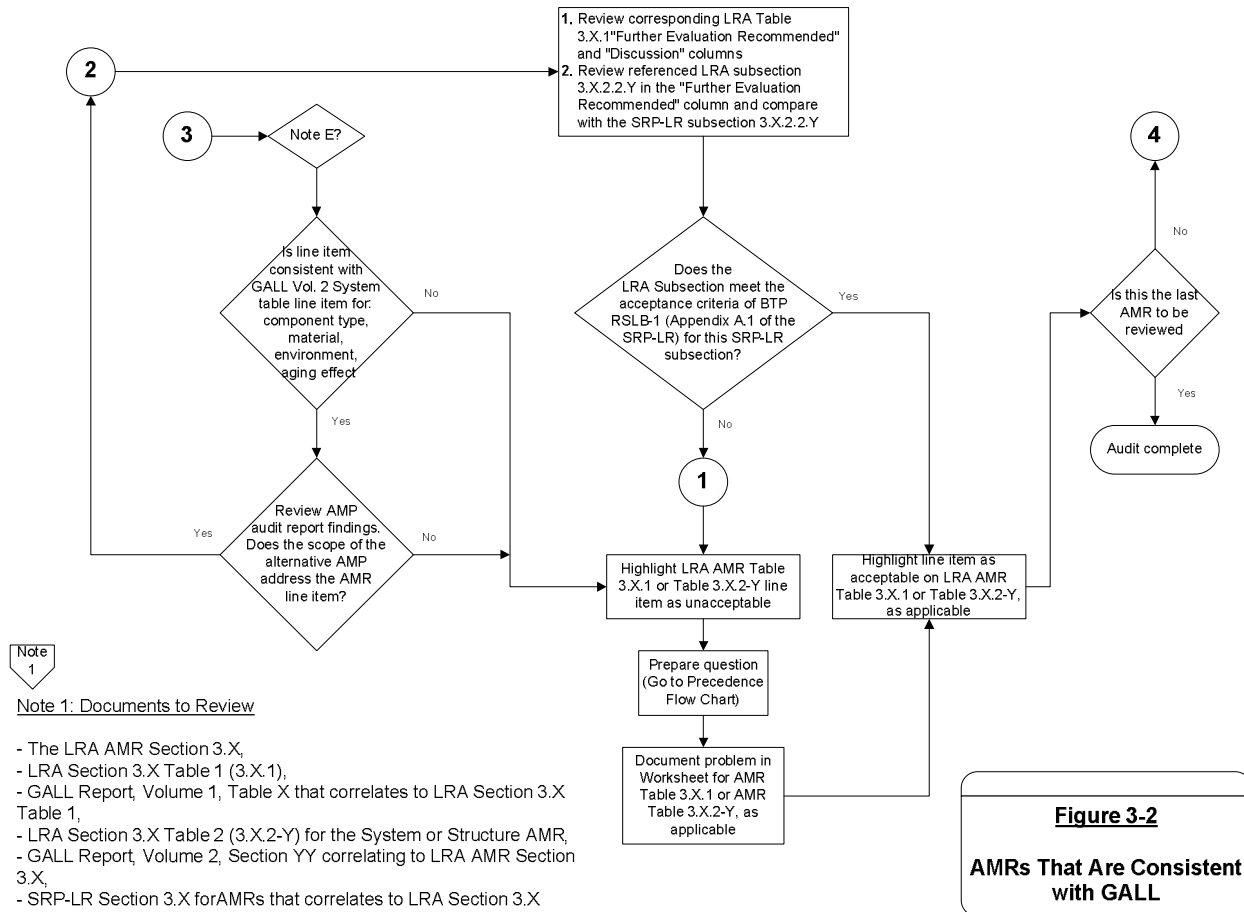 1. Review corresponding LRA Table
3.X.1"Further Evaluation Recommended"
and "Discussion" columns
2. Review referenced LRA subsection
3.X.2.2.Y in the "Further Evaluation
Recommended" column and compare
with the SRP-LR subsection 3.X.2.2.Y
2
3
Note E?
4
Is line item
consistent with
GALL Vol. 2 System
table line item for:
component type,
material,
environment,
aging effect
No
Yes
Does the
LRA Subsection meet the
acceptance criteria of BTP
RSLB-1 (Appendix A.1 of the
SRP-LR) for this SRP-LR
subsection?
Yes
No
No
Is this the last
AMR to be
reviewed
Yes
Audit complete
1
Review AMP
audit report findings.
Does the scope of the
alternative AMP
address the AMR
line item?
Yes
No
Highlight LRA AMR Table
3.X.1 or Table 3.X.2-Y line
item as unacceptable
Highlight line item as
acceptable on LRA AMR
Table 3.X.1 or Table 3.X.2-Y,
as applicable
Prepare question
(Go to Precedence
Flow Chart)
Document problem in
Worksheet for AMR
Table 3.X.1 or AMR
Table 3.X.2-Y, as
applicable
Note
1
Note 1: Documents to Review
- The LRA AMR Section 3.X,
- LRA Section 3.X Table 1 (3.X.1),
- GALL Report, Volume 1, Table X that correlates to LRA Section 3.X
Table 1,
- LRA Section 3.X Table 2 (3.X.2-Y) for the System or Structure AMR,
- GALL Report, Volume 2, Section YY correlating to LRA AMR Section
3.X,
- SRP-LR Section 3.X forAMRs that correlates to LRA Section 3.X
Figure 3-2
AMRs That Are Consistent
with GALL